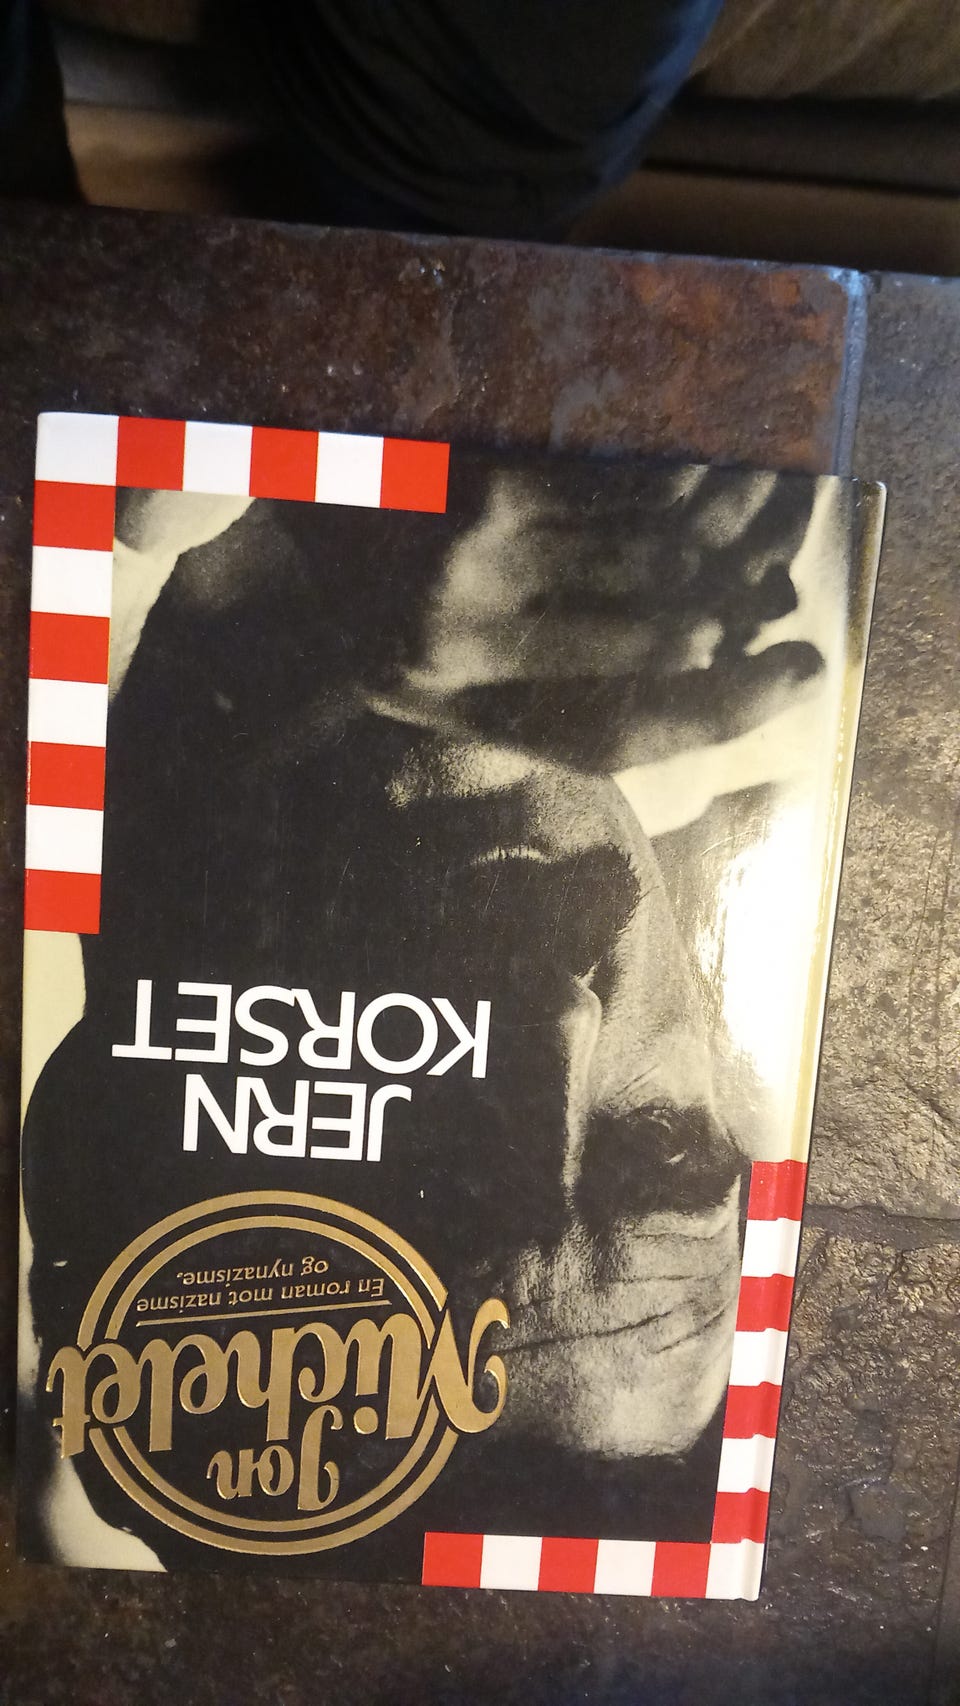 Jon
Michelet
En roman mot nazisme
og nynazisme.
JERN
KORSET